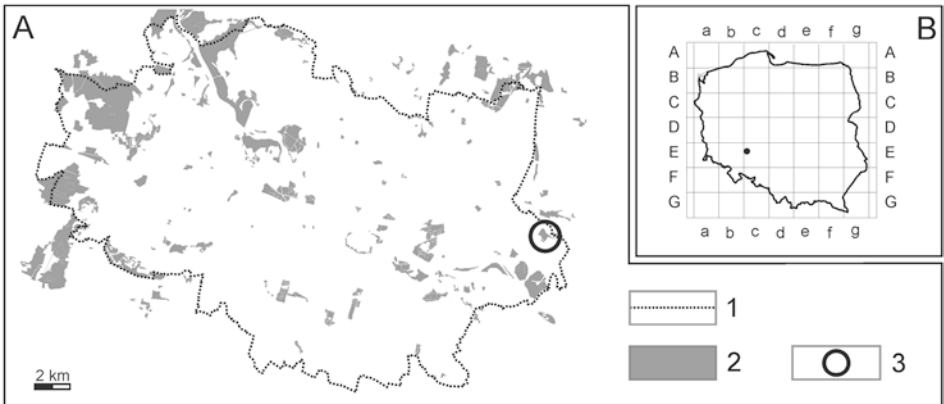 A
2 km
B
a b c d e f g
A A
B B
C C
D D
E E
F F
G G
a b c d e f g
1
2
3